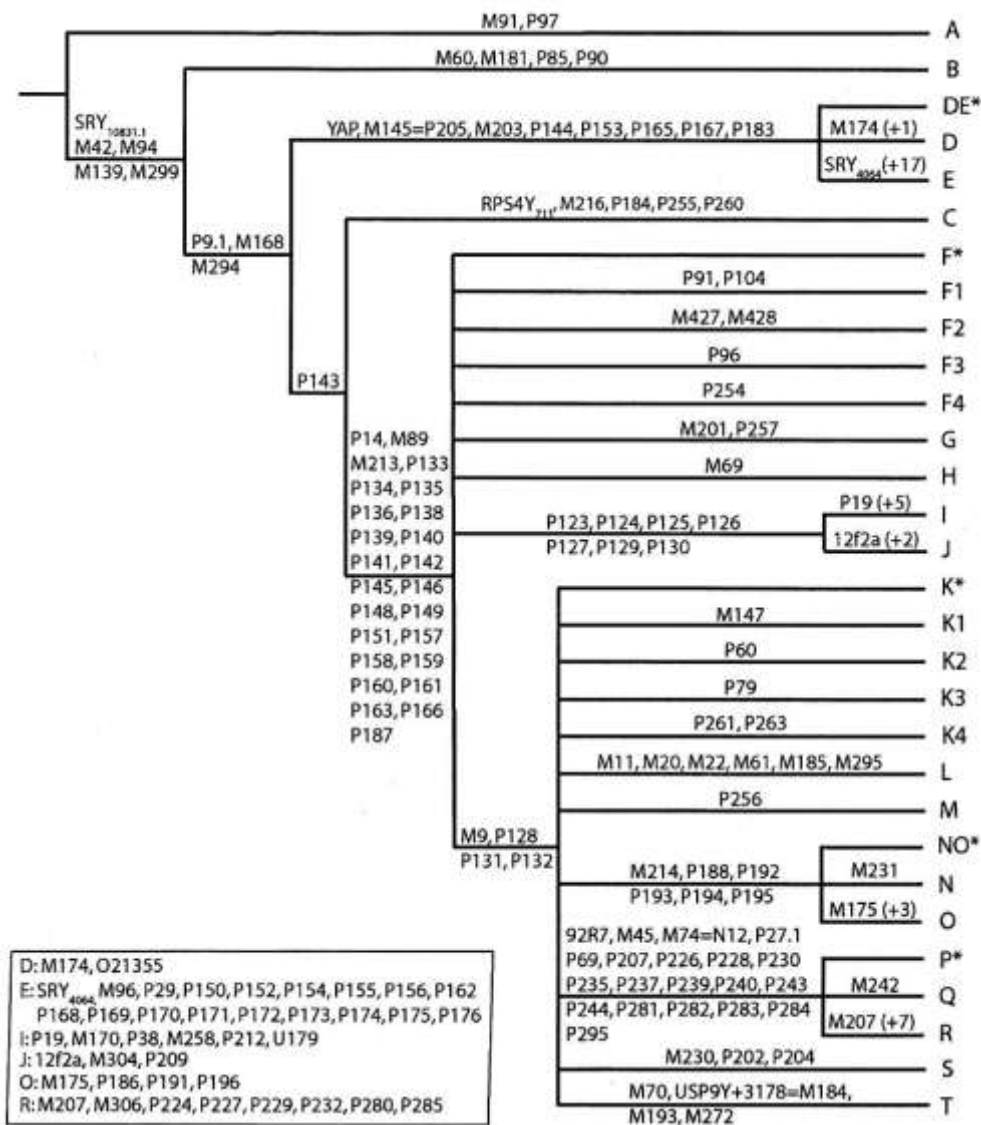 M91, P97
A
M60, M181, P85, P90
B
SRY10831.1
M42, M94
M139, M299
DE*
YAP, M145=P205, M203, P144, P153, P165, P167, P183
M174 (+1)
D
SRY4064(+17)
E
RPS4Y711, M216, P184, P255, P260
C
P9.1, M168
M294
F*
P91, P104
F1
M427, M428
F2
P96
F3
P143
P254
F4
P14, M89
M213, P133
P134, P135
P136, P138
P139, P140
P141, P142
P145, P146
P148, P149
P151, P157
P158, P159
P160, P161
P163, P166
P187
M201, P257
G
M69
H
P19 (+5)
I
P123, P124, P125, P126
P127, P129, P130
12f2a (+2)
J
K*
M147
K1
P60
K2
P79
K3
P261, P263
K4
M11, M20, M22, M61, M185, M295
L
P256
M
M9, P128
P131, P132
NO*
M214, P188, P192
P193, P194, P195
M231
N
M175 (+3)
O
92R7, M45, M74=N12, P27.1
P69, P207, P226, P228, P230
P235, P237, P239, P240, P243
P244, P281, P282, P283, P284
P295
P*
M242
Q
M207 (+7)
R
M230, P202, P204
S
M70, USP9Y+3178=M184,
M193, M272
T
D: M174, O21355
E: SRY4064, M96, P29, P150, P152, P154, P155, P156, P162
P168, P169, P170, P171, P172, P173, P174, P175, P176
I: P19, M170, P38, M258, P212, U179
J: 12f2a, M304, P209
O: M175, P186, P191, P196
R: M207, M306, P224, P227, P229, P232, P280, P285